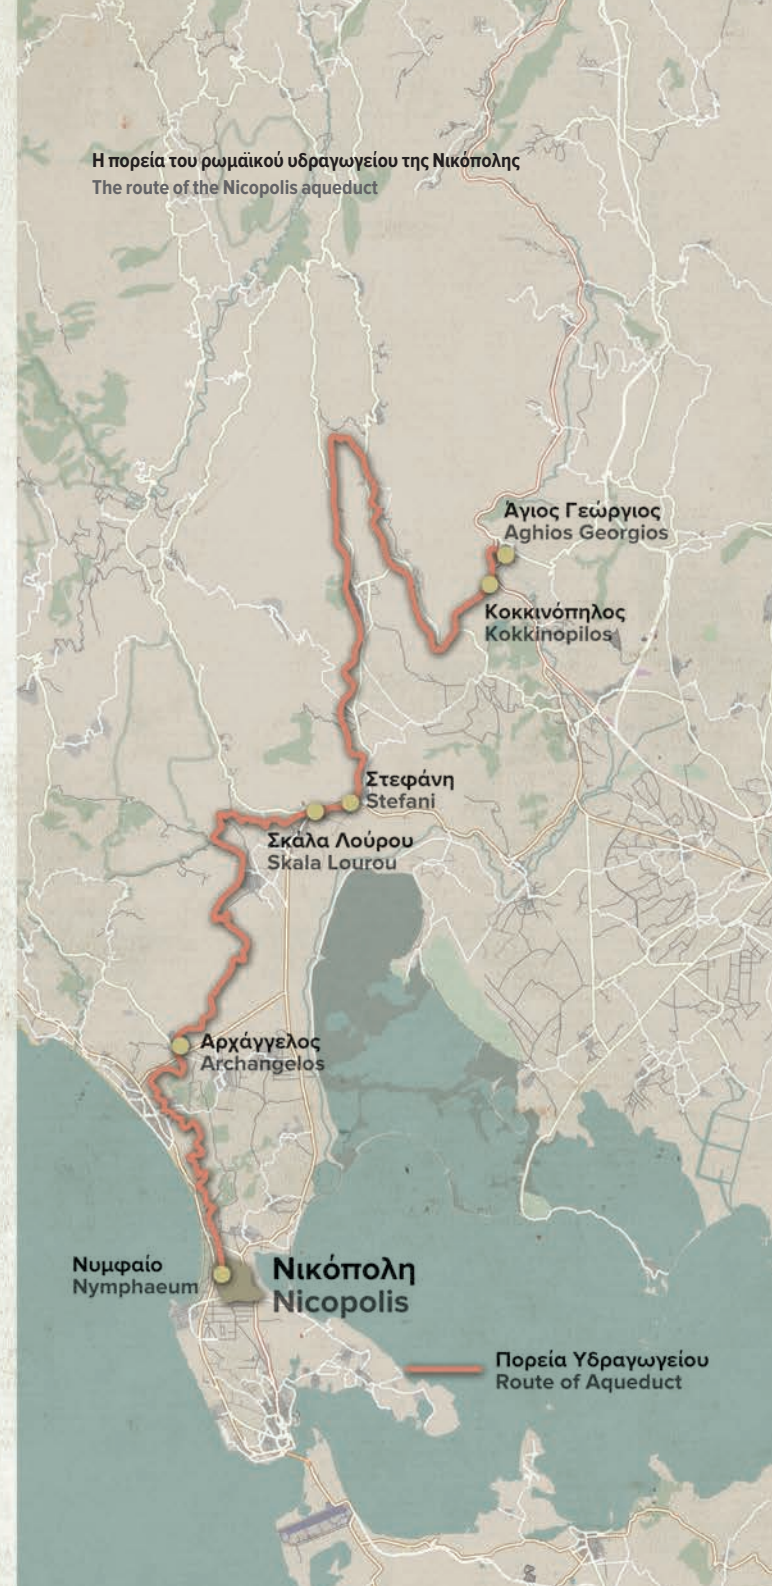 Η πορεία του ρωμαϊκού υδραγωγείου της Νικόπολης
The route of the Nicopolis aqueduct
Άγιος Γεώργιος
Aghios Georgios
Κοκκινόπηλος
Kokkinopilos
Στεφάνη
Stefani
Σκάλα Λούρου
Skala Lourou
Αρχάγγελος
Archangelos
Νυμφαίο
Nymphaeum
Νικόπολη
Nicopolis
Πορεία Υδραγωγείου
Route of Aqueduct